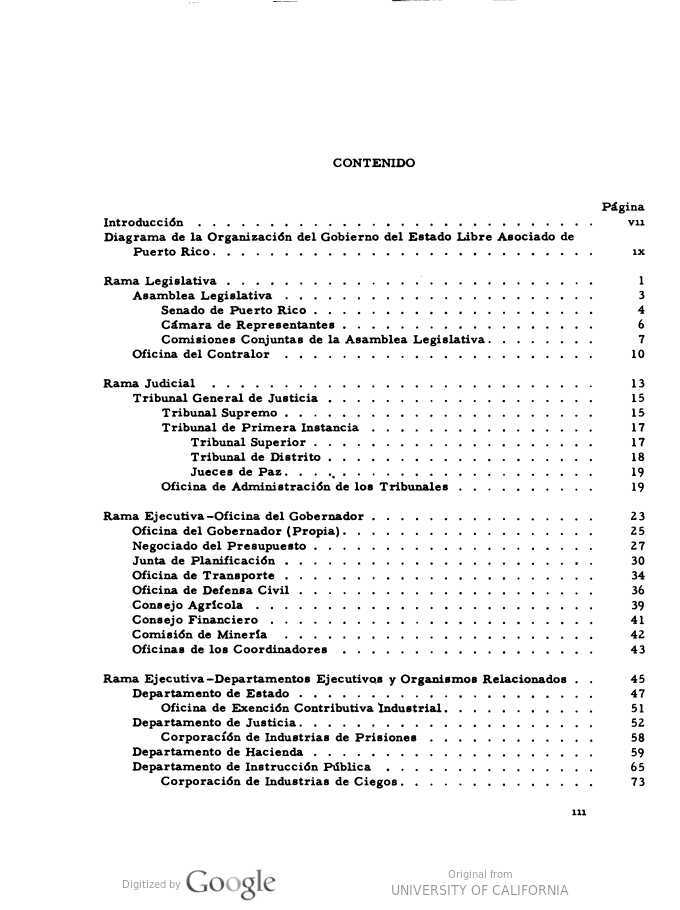 CONTENIDO
Página
Introducción . . . . . . . . . . . . . . . . . . . . . . . . . . . . vii
Diagrama de la Organización del Gobierno del Estado Libre Asociado de
Puerto Rico. . . . . . . . . . . . . . . . . . . . . . . . . . . ix
Rama Legislativa . . . . . . . . . . . . . . . . . . . . . . . . . . 1
Asamblea Legislativa . . . . . . . . . . . . . . . . . . . . . . 3
Senado de Puerto Rico . . . . . . . . . . . . . . . . . . . . 4
Cámara de Representantes . . . . . . . . . . . . . . . . . . 6
Comisiones Conjuntas de la Asamblea Legislativa. . . . . . . . 7
Oficina del Contralor . . . . . . . . . . . . . . . . . . . . . . 10
Rama Judicial . . . . . . . . . . . . . . . . . . . . . . . . . . . 13
Tribunal General de Justicia . . . . . . . . . . . . . . . . . . . 15
Tribunal Supremo . . . . . . . . . . . . . . . . . . . . . . 15
Tribunal de Primera Instancia . . . . . . . . . . . . . . . . 17
Tribunal Superior . . . . . . . . . . . . . . . . . . . . 17
Tribunal de Distrito . . . . . . . . . . . . . . . . . . . 18
Jueces de Paz. . . . . . . . . . . . . . . . . . . . . . 19
Oficina de Administración de los Tribunales . . . . . . . . . . 19
Rama Ejecutiva-Oficina del Gobernador . . . . . . . . . . . . . . . . 23
Oficina del Gobernador (Propia). . . . . . . . . . . . . . . . . . 25
Negociado del Presupuesto . . . . . . . . . . . . . . . . . . . . 27
Junta de Planificación . . . . . . . . . . . . . . . . . . . . . . 30
Oficina de Transporte . . . . . . . . . . . . . . . . . . . . . . 34
Oficina de Defensa Civil . . . . . . . . . . . . . . . . . . . . . 36
Consejo Agrícola . . . . . . . . . . . . . . . . . . . . . . . . 39
Consejo Financiero . . . . . . . . . . . . . . . . . . . . . . . 41
Comisión de Minería . . . . . . . . . . . . . . . . . . . . . . 42
Oficinas de los Coordinadores . . . . . . . . . . . . . . . . . . 43
Rama Ejecutiva-Departamentos Ejecutivos y Organismos Relacionados . . 45
Departamento de Estado . . . . . . . . . . . . . . . . . . . . . 47
Oficina de Exención Contributiva Industrial. . . . . . . . . . . 51
Departamento de Justicia. . . . . . . . . . . . . . . . . . . . . 52
Corporación de Industrias de Prisiones . . . . . . . . . . . . 58
Departamento de Hacienda . . . . . . . . . . . . . . . . . . . . 59
Departamento de Instrucción Pública . . . . . . . . . . . . . . . 65
Corporación de Industrias de Ciegos. . . . . . . . . . . . . . 73
iii
Digitized by Google
Original from
UNIVERSITY OF CALIFORNIA